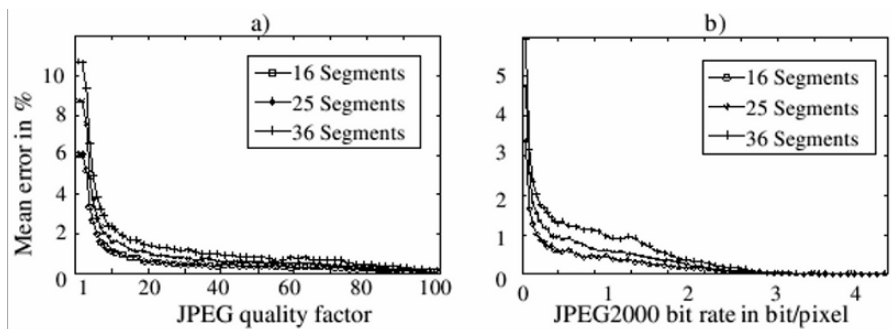 a)
Mean error in %
10
8
6
4
2
0
16 Segments
25 Segments
36 Segments
1 20 40 60 80 100
JPEG quality factor
b)
5
4
3
2
1
0
16 Segments
25 Segments
36 Segments
0 1 2 3 4
JPEG2000 bit rate in bit/pixel